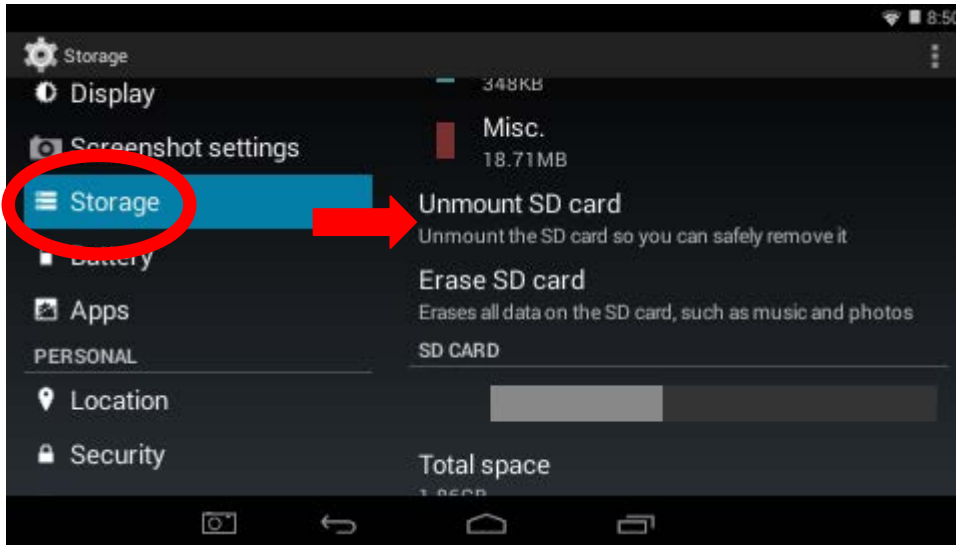 8:50
Storage
Display
Screenshot settings
Storage
Battery
Apps
PERSONAL
Location
Security
348KB
Misc.
18.71MB
Unmount SD card
Unmount the SD card so you can safely remove it
Erase SD card
Erases all data on the SD card, such as music and photos
SD CARD
Total space
1.86GB